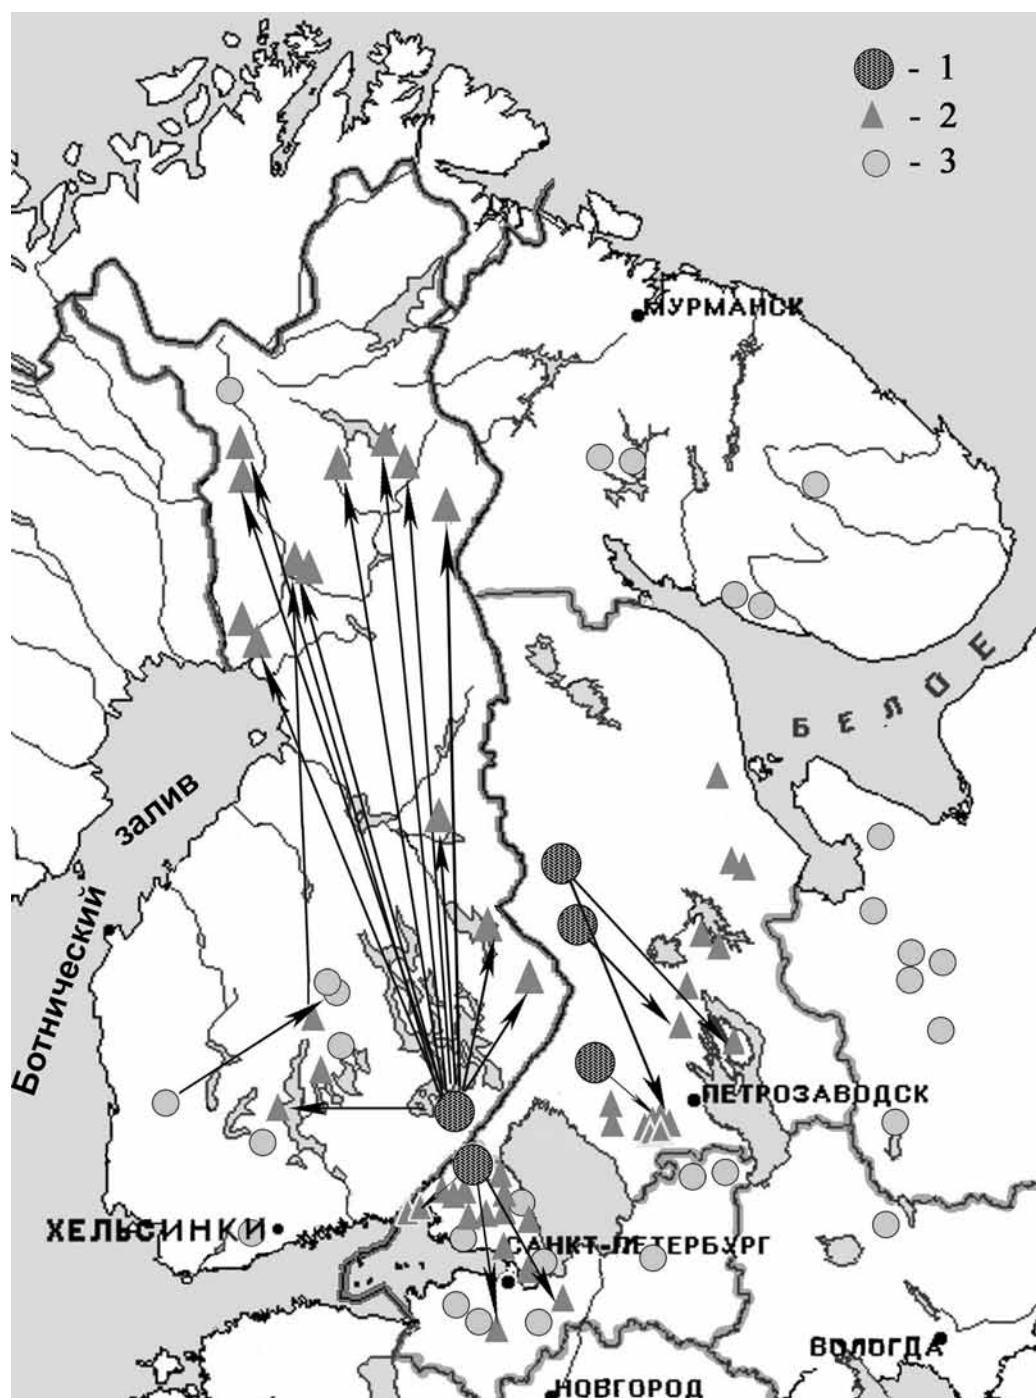 - 1
- 2
- 3
МУРМАНСК
БЕЛОЕ
залив
Ботнический
ПЕТРОЗАВОДСК
ХЕЛЬСИНКИ
САНКТ-ПЕТЕРБУРГ
ВОЛОГДА
НОВГОРОД